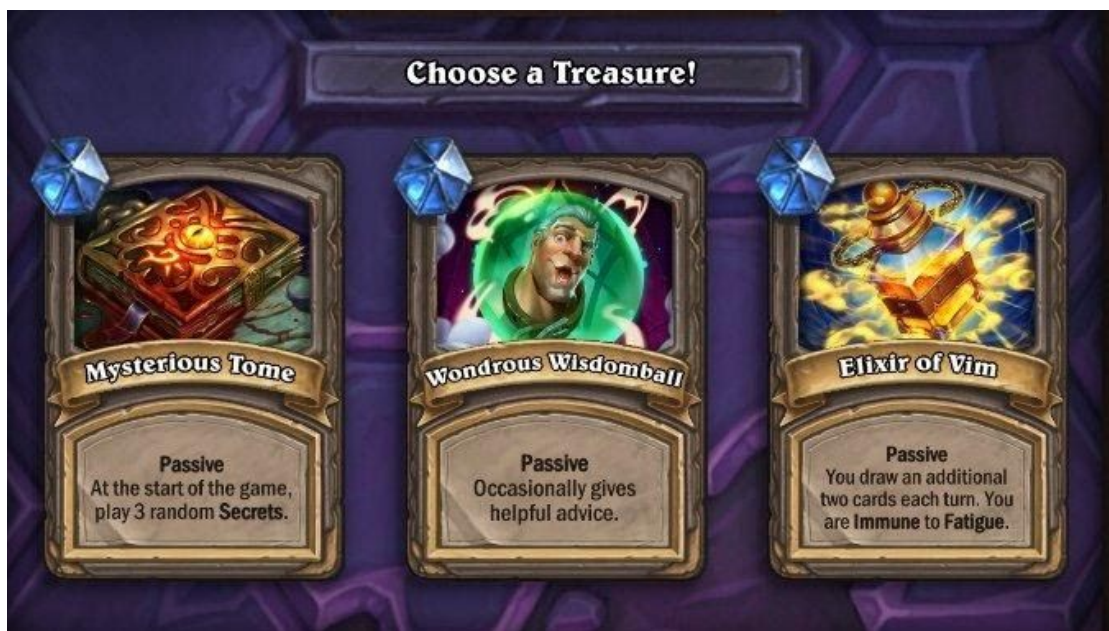 Choose a Treasure!
Mysterious Tome
Passive
At the start of the game,
play 3 random Secrets.
Wondrous Wisdomball
Passive
Occasionally gives
helpful advice.
Elixir of Vim
Passive
You draw an additional
two cards each turn. You
are Immune to Fatigue.